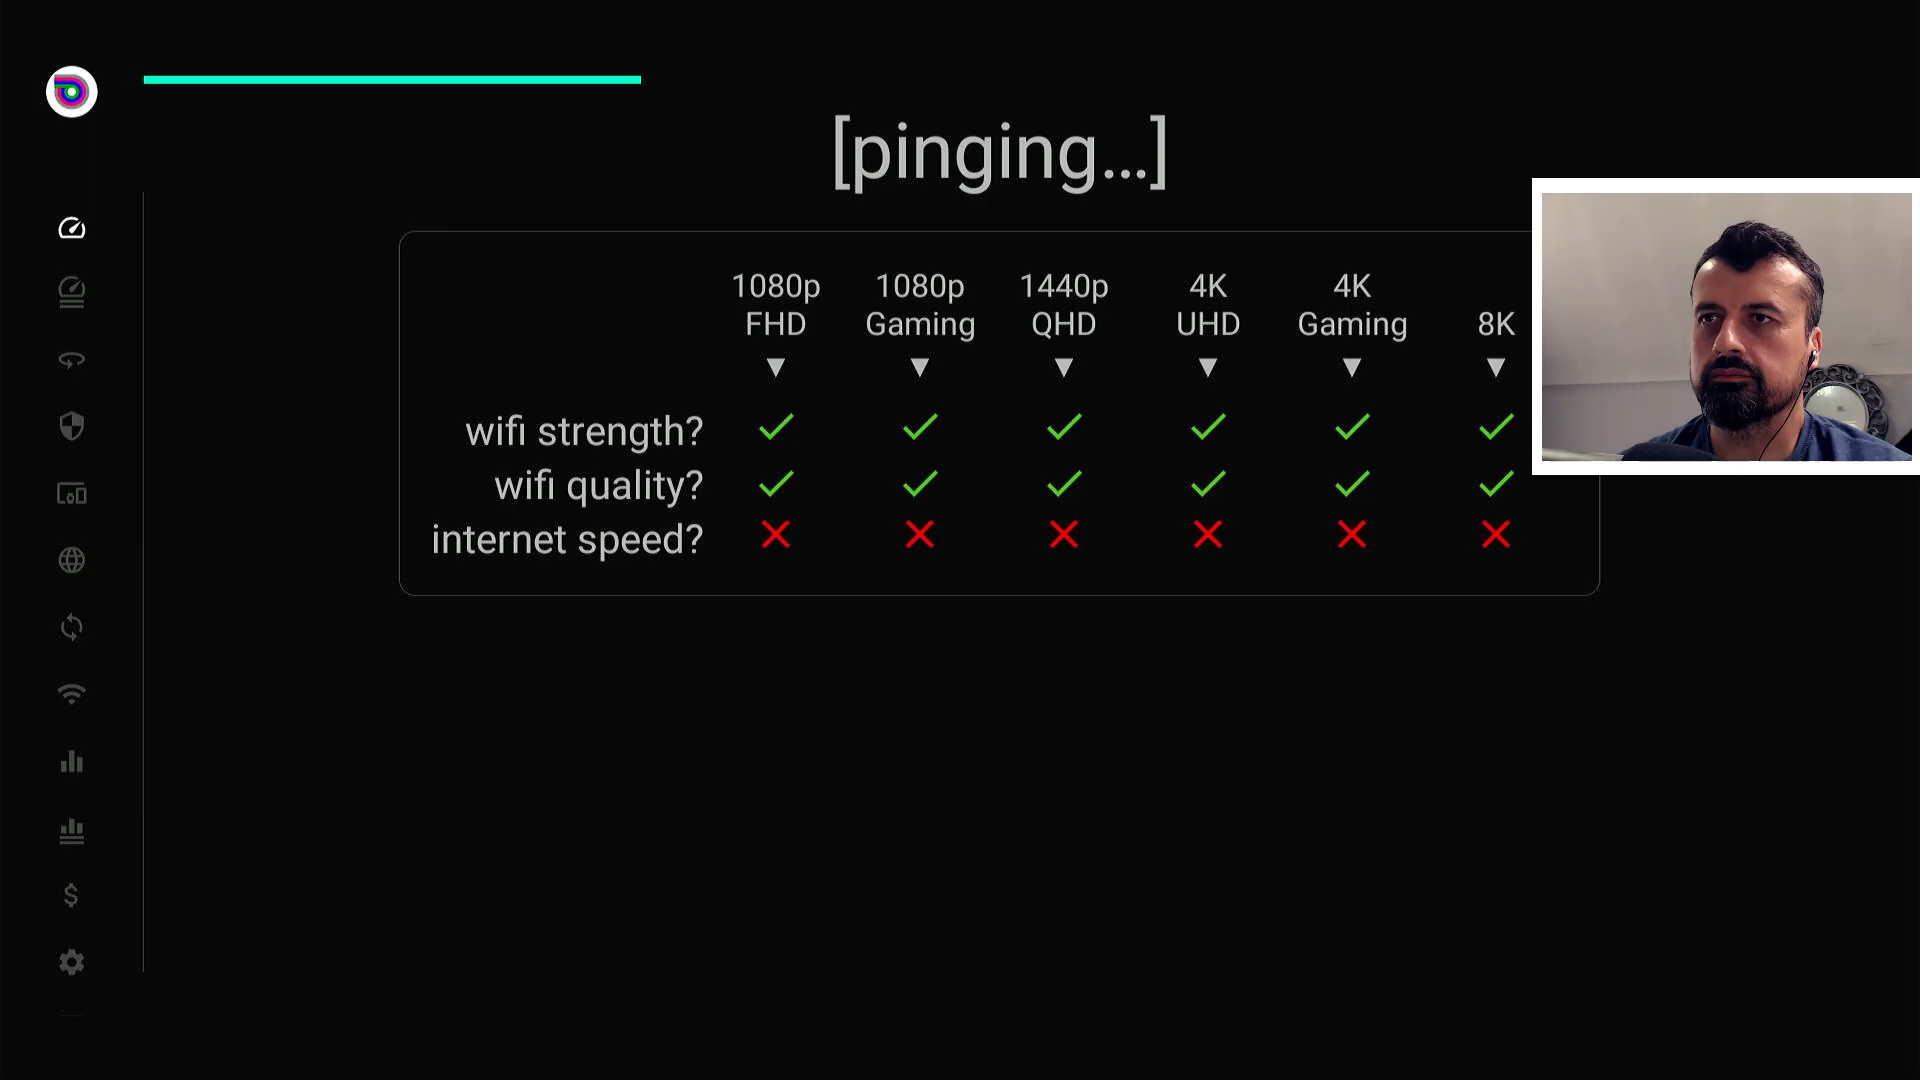 [pinging...]
1080p FHD
1080p Gaming
1440p QHD
4K UHD
4K Gaming
8K
wifi strength?
wifi quality?
internet speed?
$